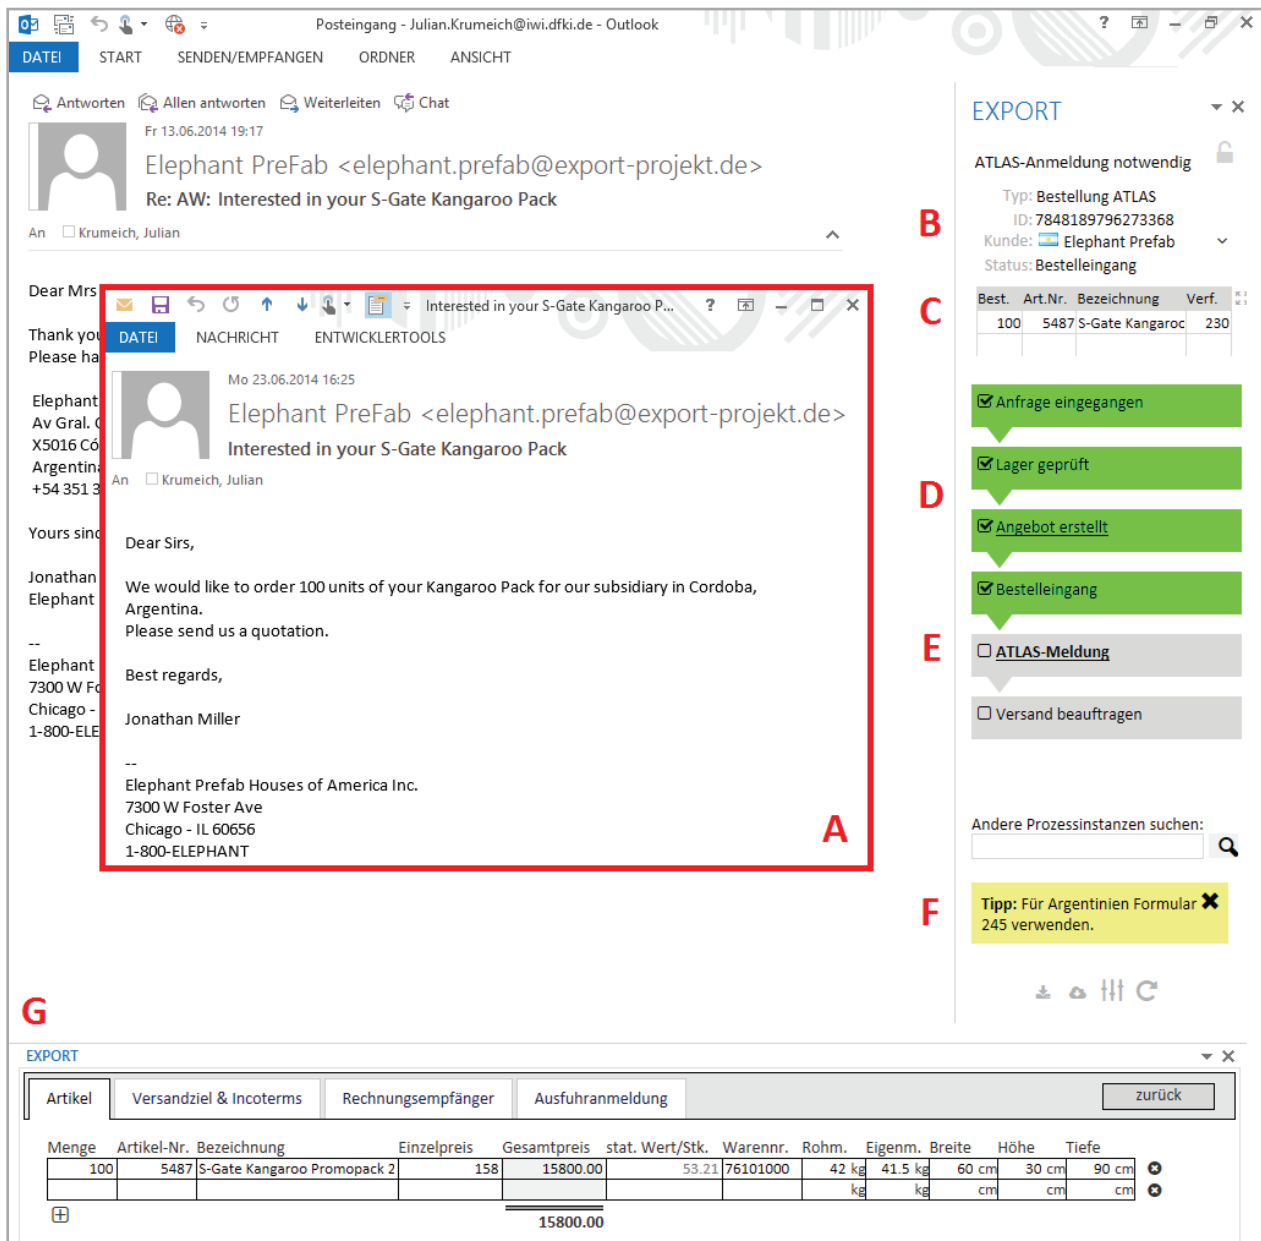 Posteingang - Julian.Krumeich@iwi.dfki.de - Outlook
DATEI START SENDEN/EMPFANGEN ORDNER ANSICHT
Antworten Allen antworten Weiterleiten Chat
Fr 13.06.2014 19:17
Elephant PreFab <elephant.prefab@export-projekt.de>
Re: AW: Interested in your S-Gate Kangaroo Pack
An Krumeich, Julian
Dear Mrs
Thank you
Please ha
Elephant
Av Gral.
X5016 Có
Argentina
+54 351 3
Yours sinc
Jonathan
Elephant
--
Elephant
7300 W Fo
Chicago -
1-800-ELE
Interested in your S-Gate Kangaroo P... ?
DATEI NACHRICHT ENTWICKLERTOOLS
Mo 23.06.2014 16:25
Elephant PreFab <elephant.prefab@export-projekt.de>
Interested in your S-Gate Kangaroo Pack
An Krumeich, Julian
Dear Sirs,
We would like to order 100 units of your Kangaroo Pack for our subsidiary in Cordoba,
Argentina.
Please send us a quotation.
Best regards,
Jonathan Miller
--
Elephant Prefab Houses of America Inc.
7300 W Foster Ave
Chicago - IL 60656
1-800-ELEPHANT
A
EXPORT
ATLAS-Anmeldung notwendig
B
Typ: Bestellung ATLAS
ID: 7848189796273368
Kunde: Elephant Prefab
Status: Bestelleingang
C
Best. Art.Nr. Bezeichnung Verf.
100 5487 S-Gate Kangaroc 230
Anfrage eingegangen
Lager geprüft
D
Angebot erstellt
Bestelleingang
E
ATLAS-Meldung
Versand beauftragen
Andere Prozessinstanzen suchen:
F
Tipp: Für Argentinien Formular
245 verwenden.
G
EXPORT
Artikel Versandziel & Incoterms Rechnungsempfänger Ausfuhranmeldung zurück
Menge Artikel-Nr. Bezeichnung Einzelpreis Gesamtpreis stat. Wert/Stk. Warennr. Rohm. Eigenm. Breite Höhe Tiefe
100 5487 S-Gate Kangaroo Promopack 2 158 15800.00 53.21 76101000 42 kg 41.5 kg 60 cm 30 cm 90 cm
kg kg cm cm cm
15800.00